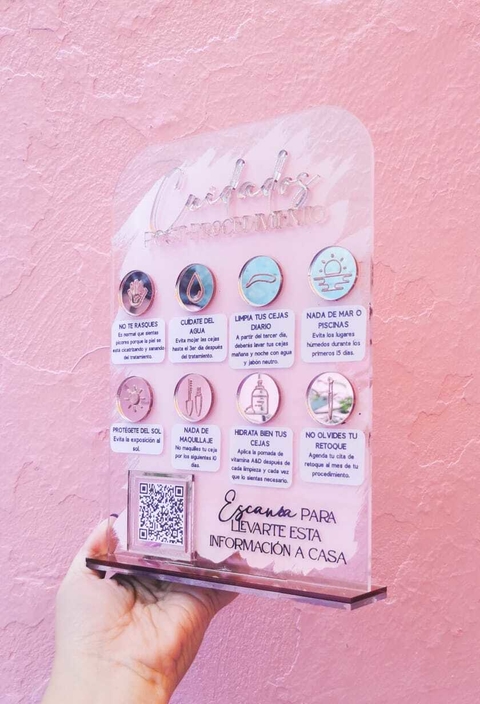 Cuidados
POST-PROCEDIMIENTO
NO TE RASQUES
Es normal que sientas
picores porque la piel se
está cicatrizando y sanando
del tratamiento.
CUÍDATE DEL
AGUA
Evita mojar las cejas
hasta el 3er día después
del tratamiento.
LIMPIA TUS CEJAS
DIARIO
A partir del tercer día,
deberás lavar tus cejas
mañana y noche con agua
y jabón neutro.
NADA DE MAR O
PISCINAS
Evita los lugares
húmedos durante los
primeros 15 días.
PROTÉGETE DEL SOL
Evita la exposición al
sol.
NADA DE
MAQUILLAJE
No maquilles tu ceja
por los siguientes 10
días.
HIDRATA BIEN TUS
CEJAS
Aplica la pomada de
vitamina A&D después de
cada limpieza y cada vez
que lo sientas necesario.
NO OLVIDES TU
RETOQUE
Agenda tu cita de
retoque al mes de tu
procedimiento.
Escanea PARA
LLEVARTE ESTA
INFORMACIÓN A CASA